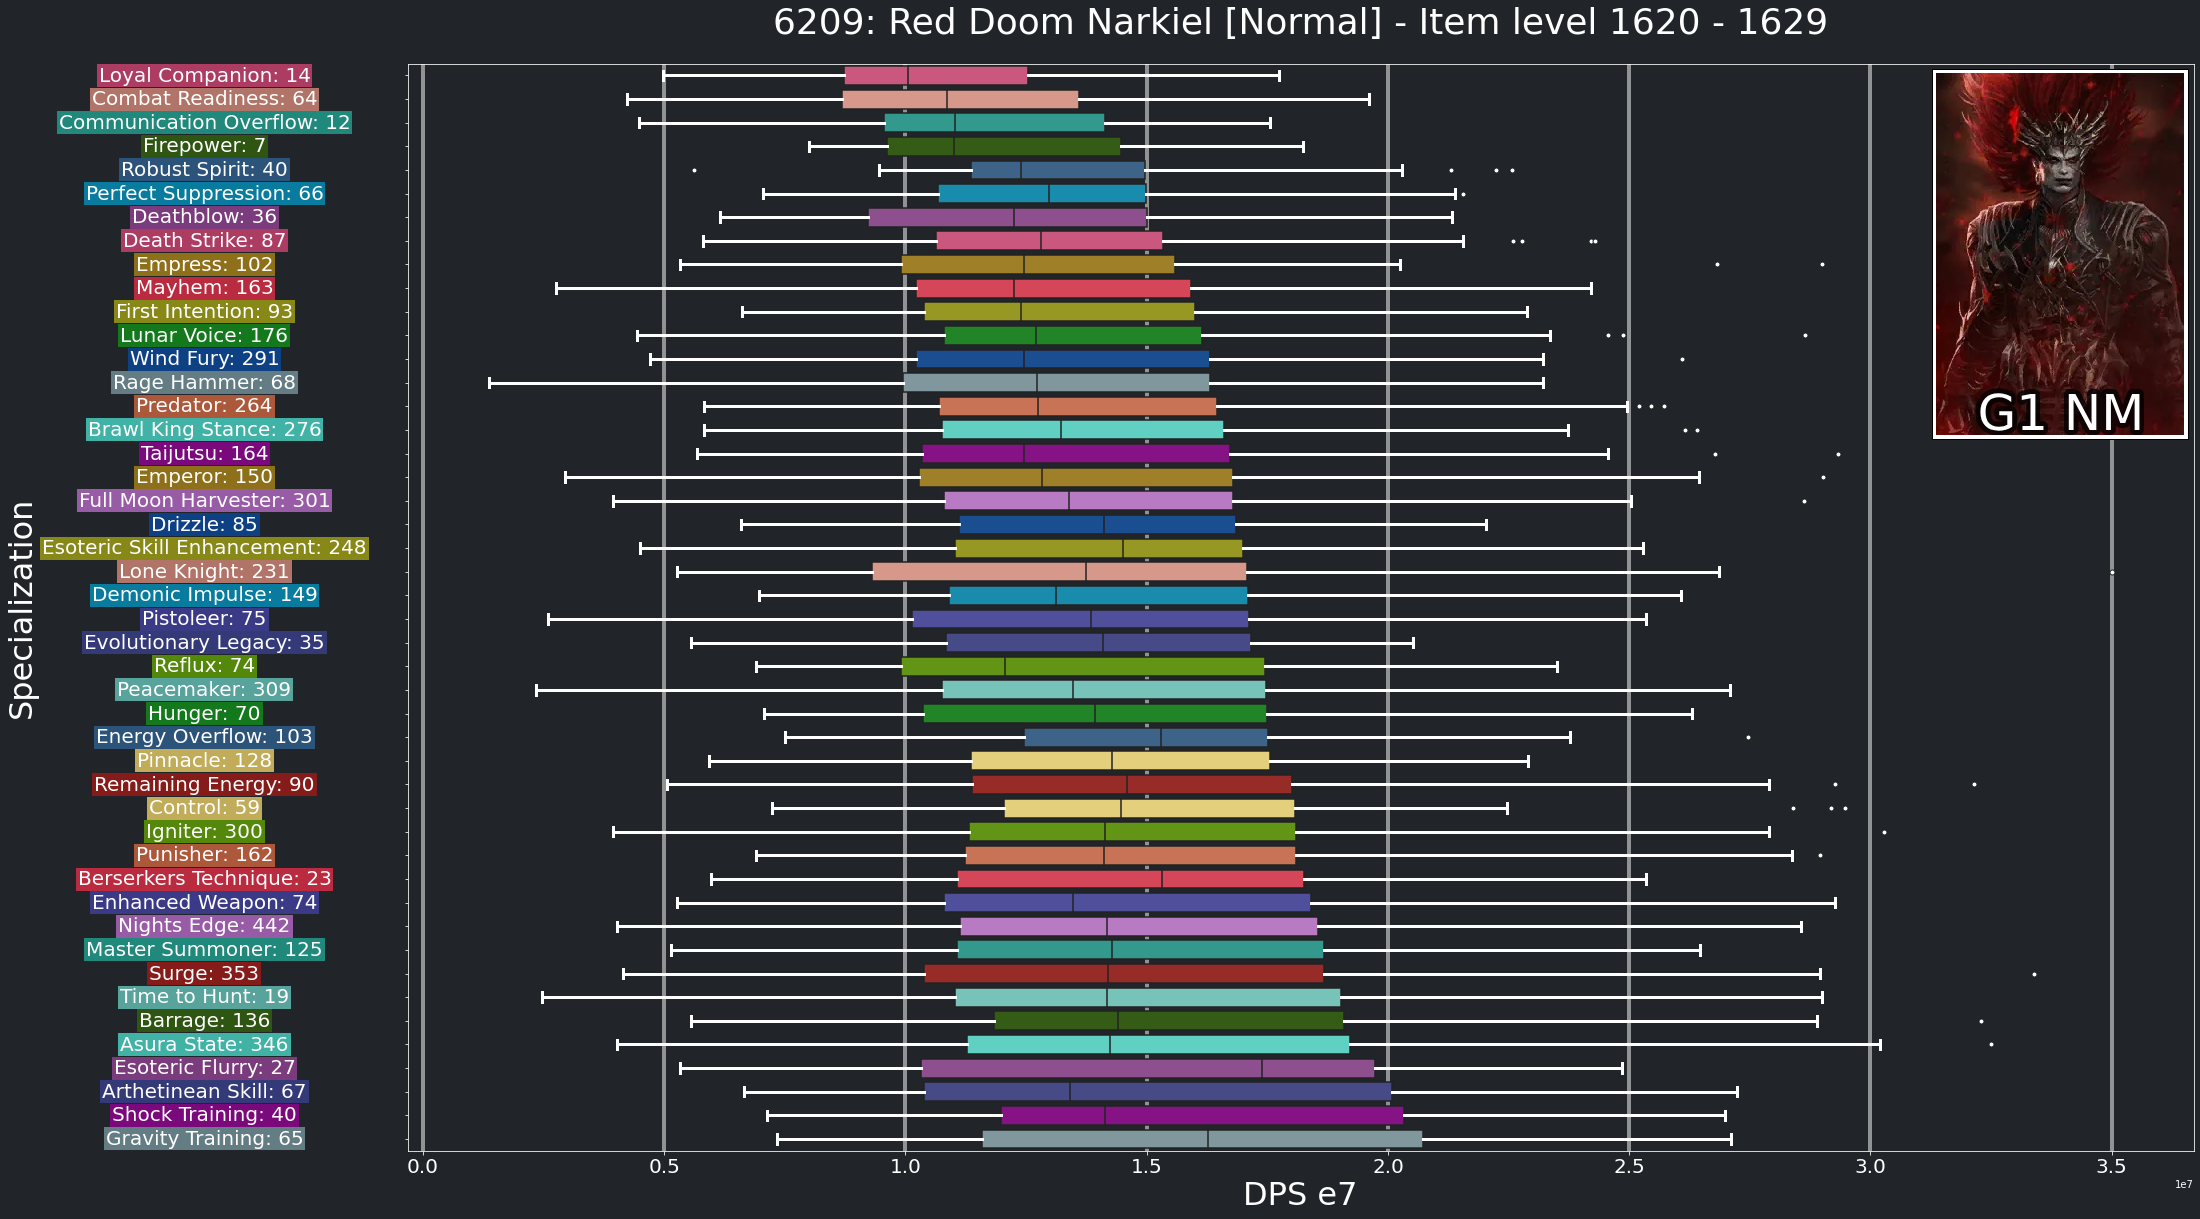 6209: Red Doom Narkiel [Normal] - Item level 1620 - 1629
Specialization
Loyal Companion: 14
Combat Readiness: 64
Communication Overflow: 12
Firepower: 7
Robust Spirit: 40
Perfect Suppression: 66
Deathblow: 36
Death Strike: 87
Empress: 102
Mayhem: 163
First Intention: 93
Lunar Voice: 176
Wind Fury: 291
Rage Hammer: 68
Predator: 264
Brawl King Stance: 276
Taijutsu: 164
Emperor: 150
Full Moon Harvester: 301
Drizzle: 85
Esoteric Skill Enhancement: 248
Lone Knight: 231
Demonic Impulse: 149
Pistoleer: 75
Evolutionary Legacy: 35
Reflux: 74
Peacemaker: 309
Hunger: 70
Energy Overflow: 103
Pinnacle: 128
Remaining Energy: 90
Control: 59
Igniter: 300
Punisher: 162
Berserkers Technique: 23
Enhanced Weapon: 74
Nights Edge: 442
Master Summoner: 125
Surge: 353
Time to Hunt: 19
Barrage: 136
Asura State: 346
Esoteric Flurry: 27
Arthetinean Skill: 67
Shock Training: 40
Gravity Training: 65
G1 NM
0.0 0.5 1.0 1.5 2.0 2.5 3.0 3.5
1e7
DPS e7